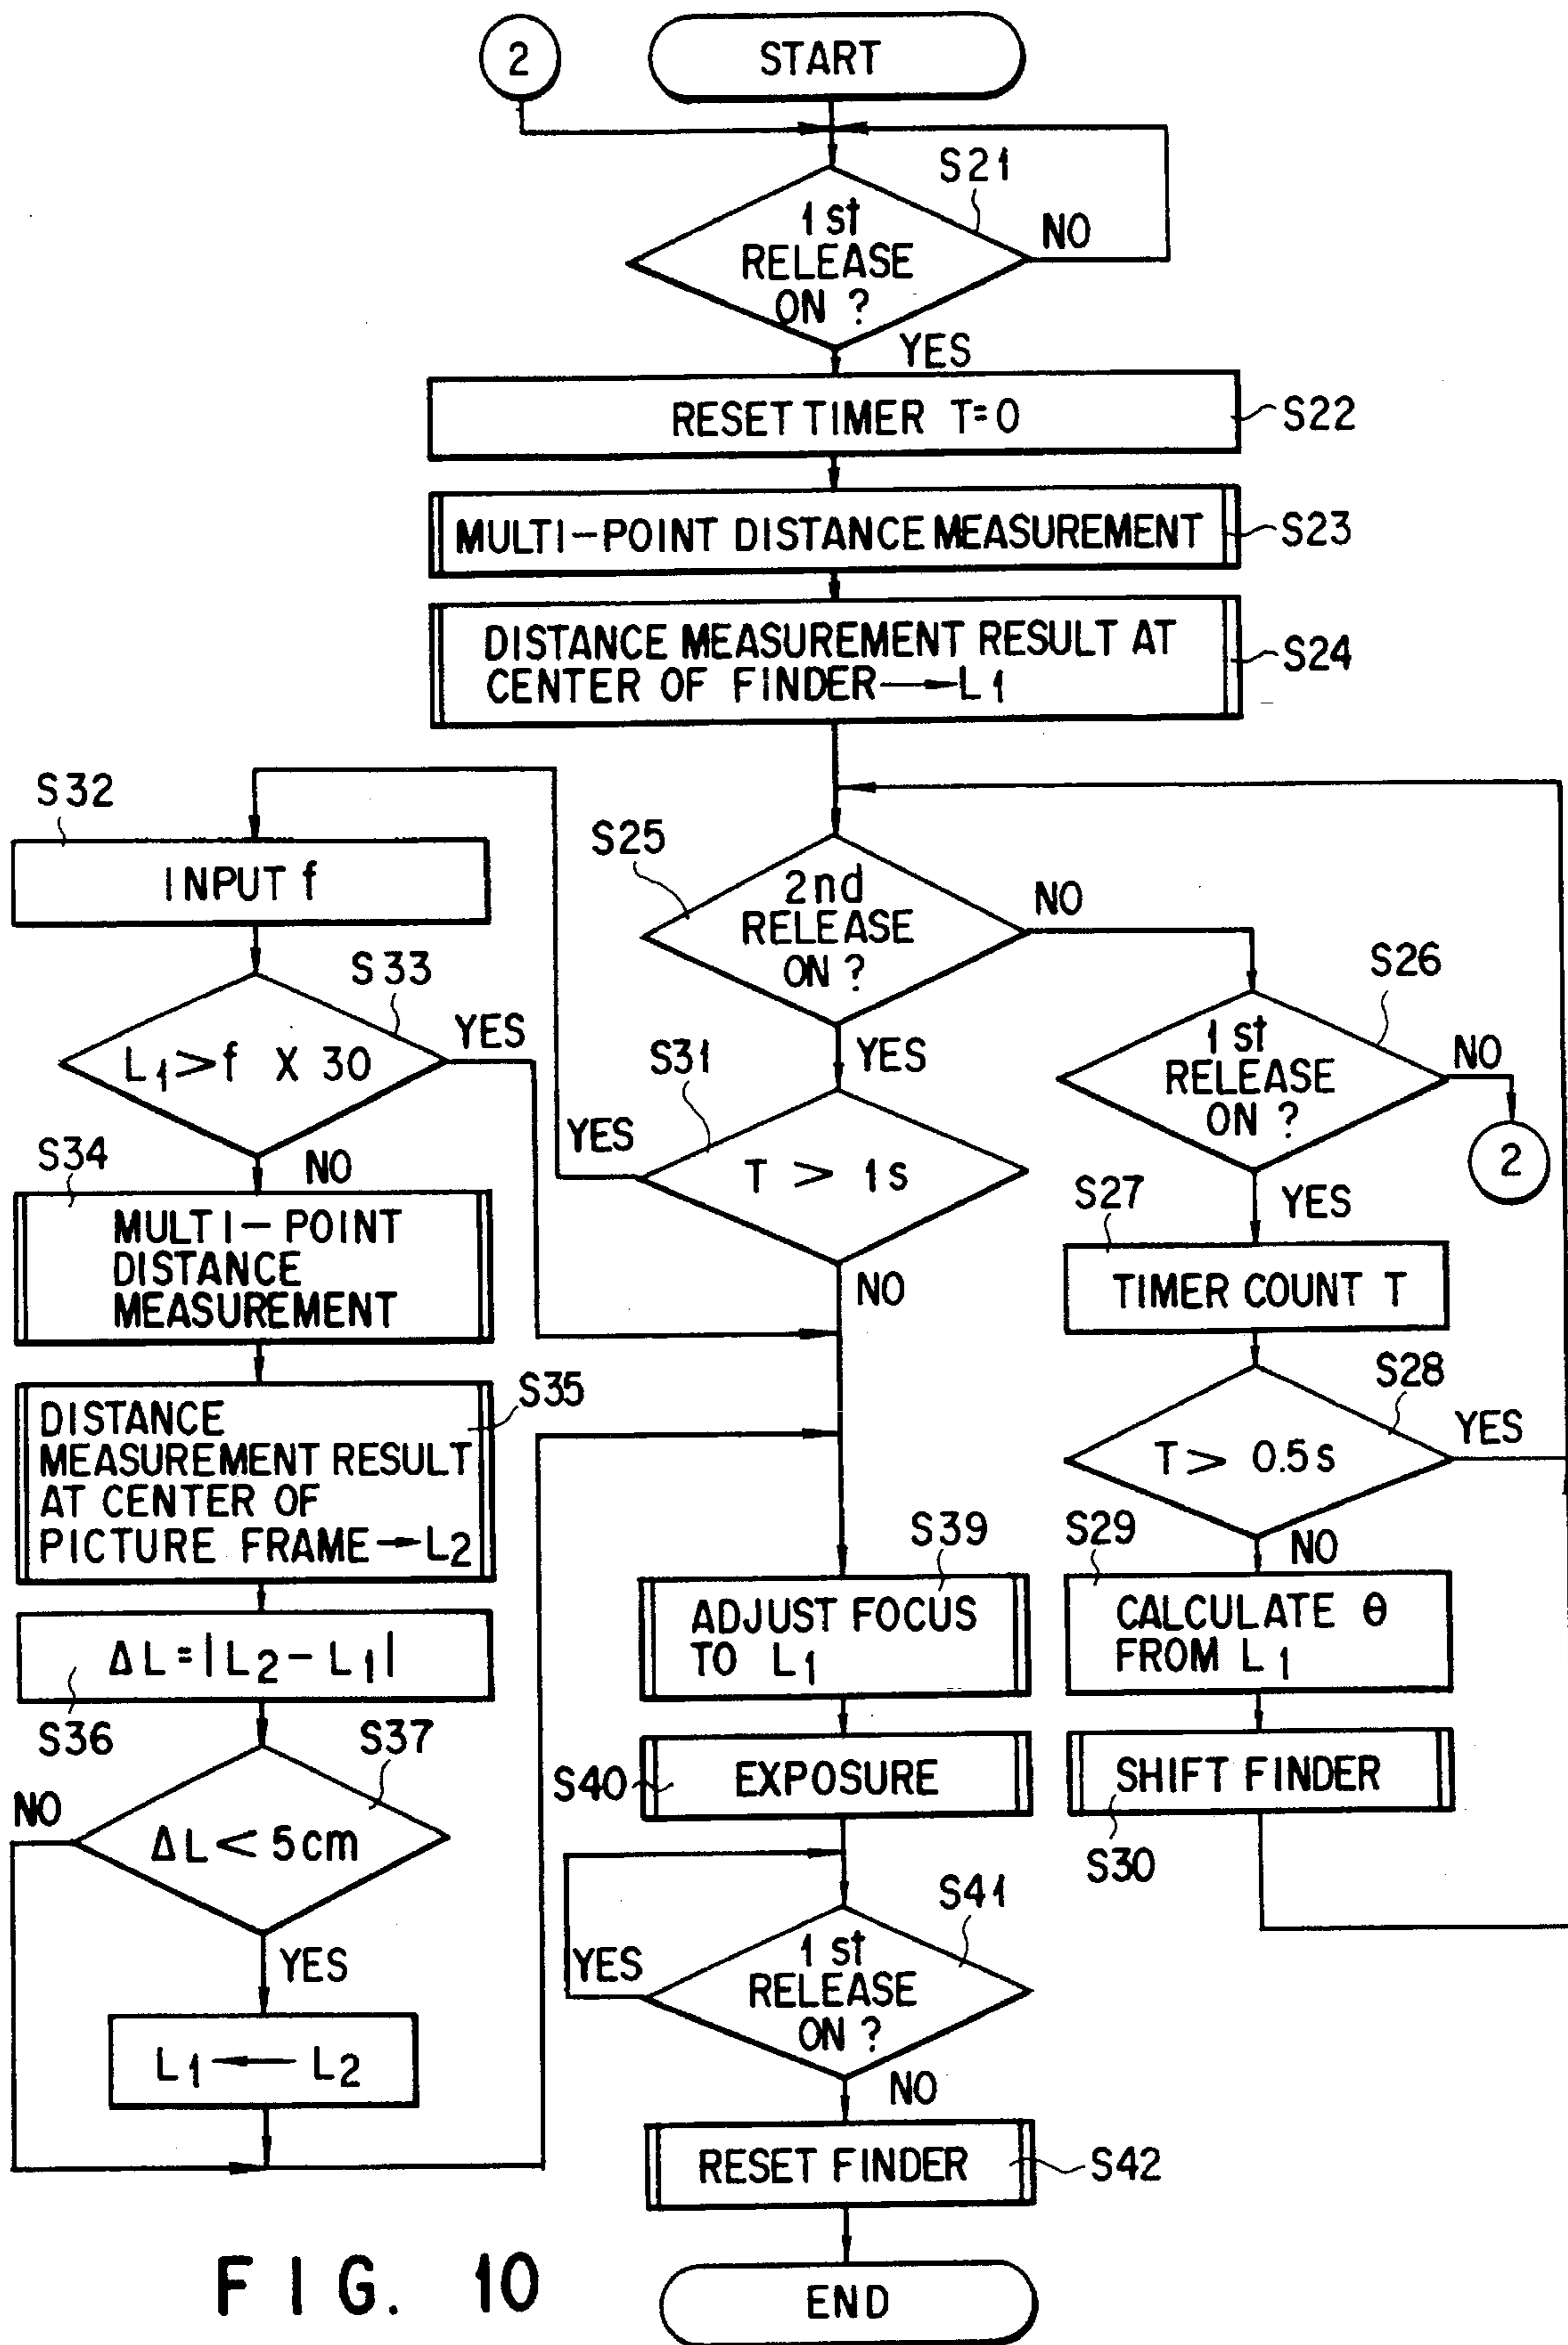 2
START
S21
1st
RELEASE
ON ?
NO
YES
RESET TIMER T=0
S22
MULTI-POINT DISTANCE MEASUREMENT
S23
DISTANCE MEASUREMENT RESULT AT
CENTER OF FINDER → L1
S24
S25
2nd
RELEASE
ON ?
NO
YES
S26
1st
RELEASE
ON ?
NO
2
YES
S27
TIMER COUNT T
S28
T > 0.5s
YES
NO
S29
CALCULATE θ
FROM L1
SHIFT FINDER
S30
S31
T > 1s
YES
NO
S32
INPUT f
S33
L1 > f X 30
YES
NO
S34
MULTI-POINT
DISTANCE
MEASUREMENT
S35
DISTANCE
MEASUREMENT RESULT
AT CENTER OF
PICTURE FRAME → L2
ΔL = |L2 - L1|
S36
S37
ΔL < 5cm
NO
YES
L1 ← L2
S39
ADJUST FOCUS
TO L1
S40
EXPOSURE
S41
1st
RELEASE
ON ?
YES
NO
RESET FINDER
S42
END
FIG. 10